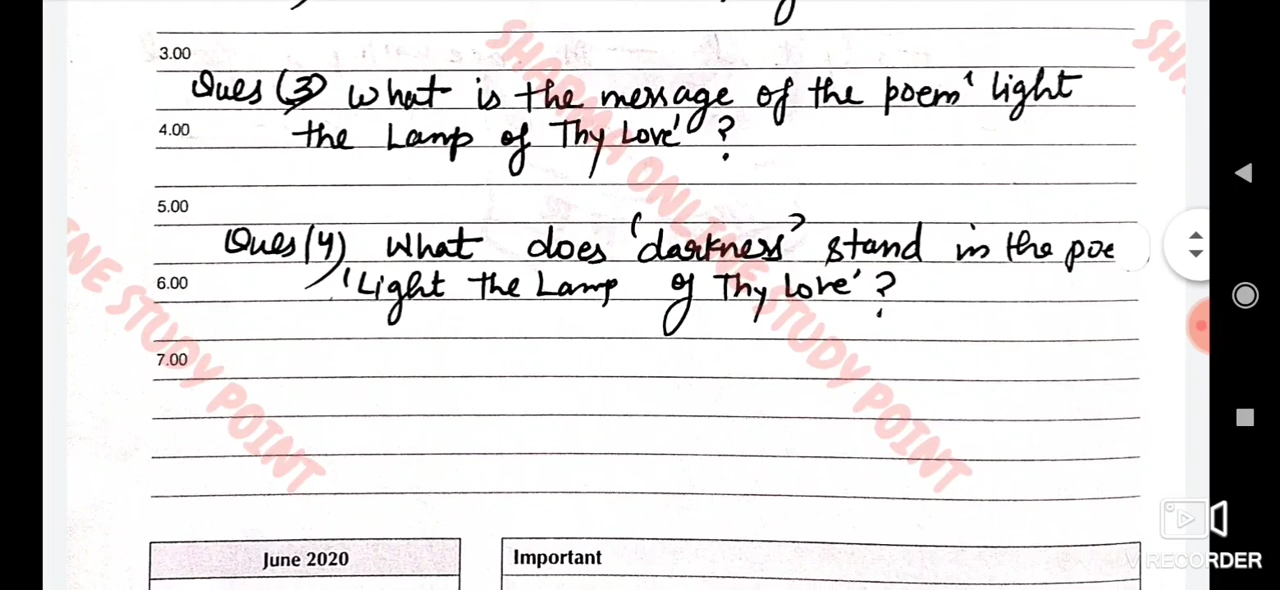 3.00
Ques (3) What is the message of the poem 'light
4.00
the Lamp of Thy Love' ?
5.00
Ques (4) What does 'darkness' stand in the poe
6.00
'Light the Lamp of Thy Love' ?
7.00
SHARMA ONLINE STUDY POINT
INE STUDY POINT
SHA
June 2020
Important
V RECORDER